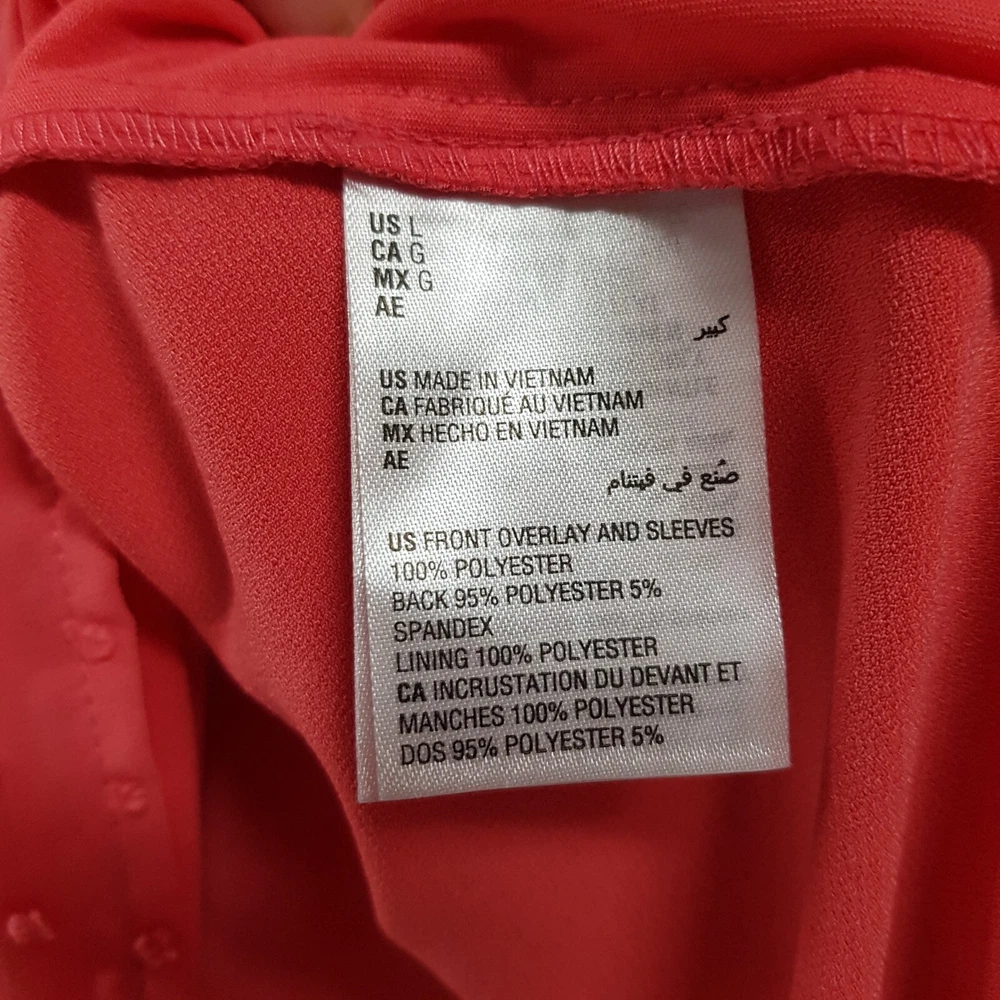 US L
CA G
MX G
AE
كبير
US MADE IN VIETNAM
CA FABRIQUÉ AU VIETNAM
MX HECHO EN VIETNAM
AE
صُنع في فيتنام
US FRONT OVERLAY AND SLEEVES
100% POLYESTER
BACK 95% POLYESTER 5%
SPANDEX
LINING 100% POLYESTER
CA INCRUSTATION DU DEVANT ET
MANCHES 100% POLYESTER
DOS 95% POLYESTER 5%